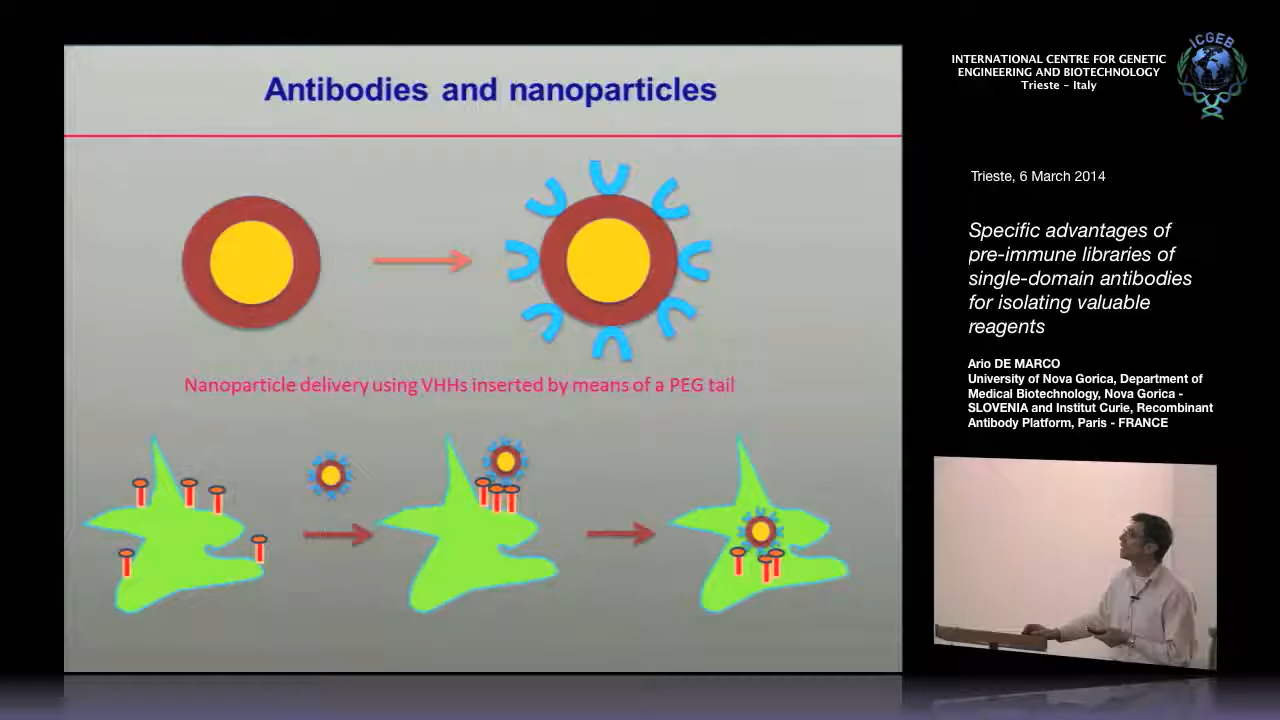 Antibodies and nanoparticles
Nanoparticle delivery using VHHs inserted by means of a PEG tail
INTERNATIONAL CENTRE FOR GENETIC
ENGINEERING AND BIOTECHNOLOGY
Trieste - Italy
ICGEB
Trieste, 6 March 2014
Specific advantages of
pre-immune libraries of
single-domain antibodies
for isolating valuable
reagents
Ario DE MARCO
University of Nova Gorica, Department of
Medical Biotechnology, Nova Gorica -
SLOVENIA and Institut Curie, Recombinant
Antibody Platform, Paris - FRANCE